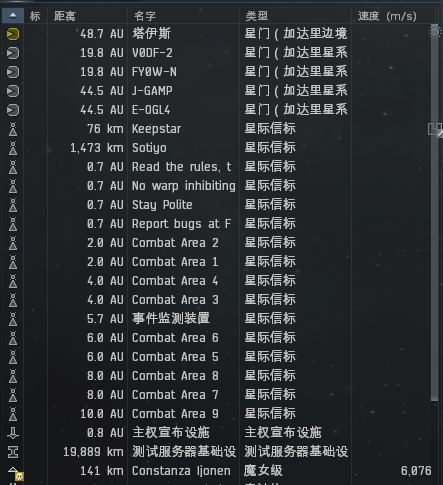 标 距离 名字 类型 速度 (m/s)
48.7 AU 塔伊斯 星门 (加达里边境
19.8 AU V0DF-2 星门 (加达里星系
19.8 AU FY0W-N 星门 (加达里星系
44.5 AU J-GAMP 星门 (加达里星系
44.5 AU E-OGL4 星门 (加达里星系
76 km Keepstar 星际信标
1,473 km Sotiyo 星际信标
0.7 AU Read the rules, t 星际信标
0.7 AU No warp inhibiting 星际信标
0.7 AU Stay Polite 星际信标
0.7 AU Report bugs at F 星际信标
2.0 AU Combat Area 2 星际信标
2.0 AU Combat Area 1 星际信标
4.0 AU Combat Area 4 星际信标
4.0 AU Combat Area 3 星际信标
5.7 AU 事件监测装置 星际信标
6.0 AU Combat Area 6 星际信标
6.0 AU Combat Area 5 星际信标
8.0 AU Combat Area 8 星际信标
8.0 AU Combat Area 7 星际信标
10.0 AU Combat Area 9 星际信标
0.8 AU 主权宣布设施 主权宣布设施
19,889 km 测试服务器基础设 测试服务器基础设
141 km Constanza Ijonen 魔女级 6,076